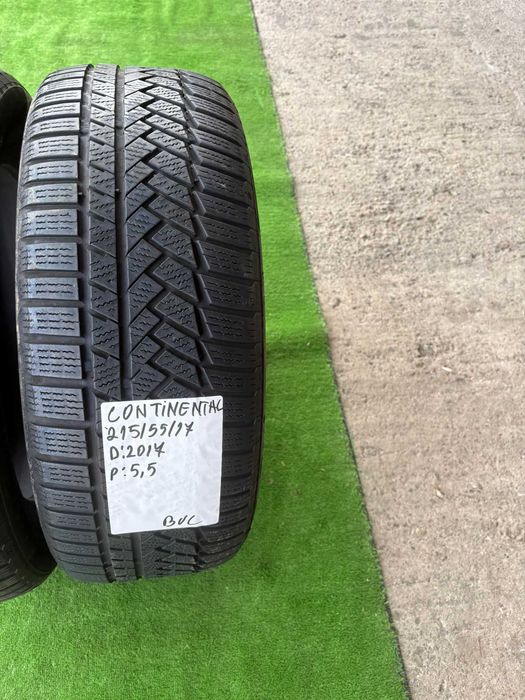 CONTiNENTAL
215/55/17
D:2017
P:5,5
BUC